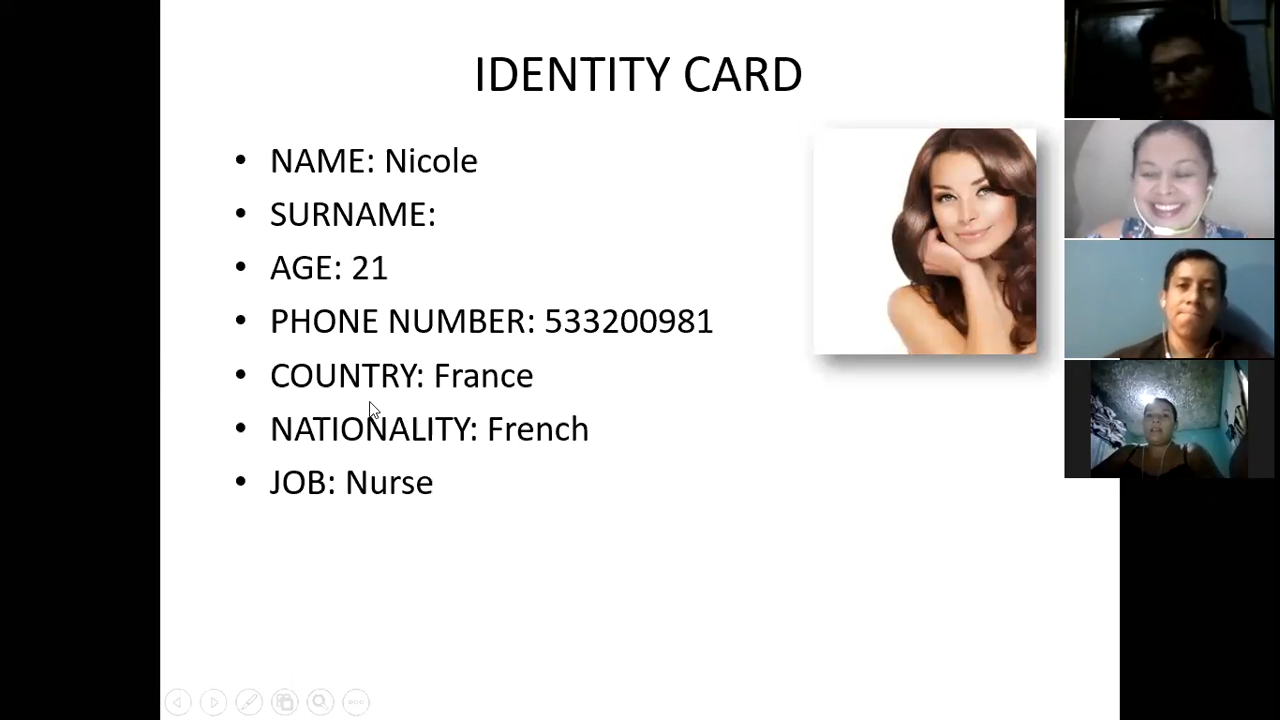 IDENTITY CARD
• NAME: Nicole
• SURNAME:
• AGE: 21
• PHONE NUMBER: 533200981
• COUNTRY: France
• NATIONALITY: French
• JOB: Nurse